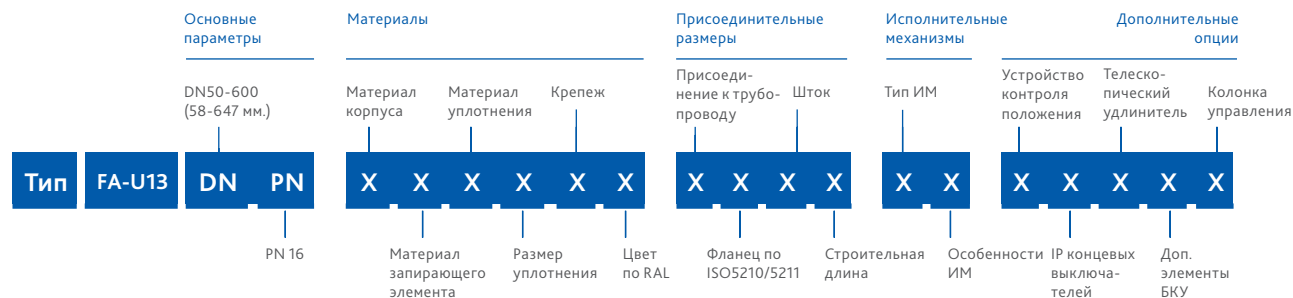 Основные
параметры
Материалы
Присоединительные
размеры
Исполнительные
механизмы
Дополнительные
опции
DN50-600
(58-647 мм.)
Материал
корпуса
Материал
уплотнения
Крепеж
Присоеди-
нение к трубо-
проводу
Шток
Тип ИМ
Устройство
контроля
положения
Телеско-
пический
удлинитель
Колонка
управления
Тип FA-U13 DN PN X X X X X X X X X X X X X X X X X
PN 16
Материал
запирающего
элемента
Размер
уплотнения
Цвет
по RAL
Фланец по
ISO5210/5211
Строительная
длина
Особенности
ИМ
IP концевых
выключа-
телей
Доп.
элементы
БКУ